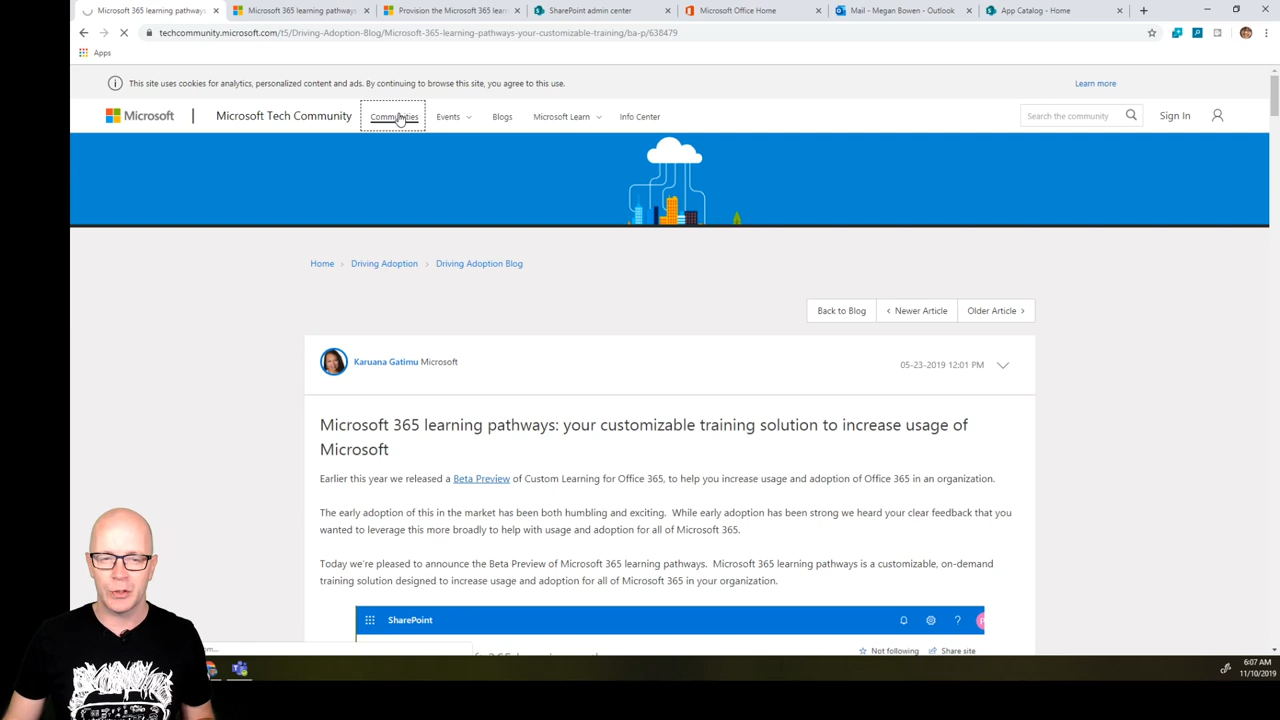 Microsoft 365 learning pathways:
Microsoft 365 learning pathways
Provision the Microsoft 365 lear
SharePoint admin center
Microsoft Office Home
Mail - Megan Bowen - Outlook
App Catalog - Home
techcommunity.microsoft.com/t5/Driving-Adoption-Blog/Microsoft-365-learning-pathways-your-customizable-training/ba-p/638479
Apps
This site uses cookies for analytics, personalized content and ads. By continuing to browse this site, you agree to this use.
Learn more
Microsoft
Microsoft Tech Community
Communities
Events
Blogs
Microsoft Learn
Info Center
Search the community
Sign In
Home > Driving Adoption > Driving Adoption Blog
Back to Blog
< Newer Article
Older Article >
Karuana Gatimu Microsoft
05-23-2019 12:01 PM
Microsoft 365 learning pathways: your customizable training solution to increase usage of
Microsoft
Earlier this year we released a Beta Preview of Custom Learning for Office 365, to help you increase usage and adoption of Office 365 in an organization.
The early adoption of this in the market has been both humbling and exciting. While early adoption has been strong we heard your clear feedback that you
wanted to leverage this more broadly to help with usage and adoption for all of Microsoft 365.
Today we're pleased to announce the Beta Preview of Microsoft 365 learning pathways. Microsoft 365 learning pathways is a customizable, on-demand
training solution designed to increase usage and adoption for all of Microsoft 365 in your organization.
SharePoint
?
Not following
Share site
6:07 AM
11/10/2019